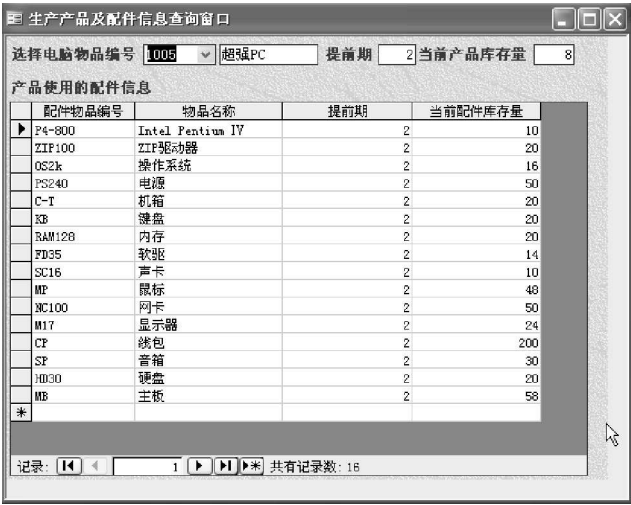 生产产品及配件信息查询窗口
选择电脑物品编号 1005 超强PC 提前期 2 当前产品库存量 8
产品使用的配件信息
配件物品编号 物品名称 提前期 当前配件库存量
P4-800 Intel Pentium IV 2 10
ZIP100 ZIP驱动器 2 20
OS2k 操作系统 2 16
PS240 电源 2 50
C-T 机箱 2 20
KB 键盘 2 20
RAM128 内存 2 20
FD35 软驱 2 14
SC16 声卡 2 10
MP 鼠标 2 48
NC100 网卡 2 50
M17 显示器 2 24
CP 线包 2 200
SP 音箱 2 30
HD30 硬盘 2 20
MB 主板 2 58
记录: 1 共有记录数: 16